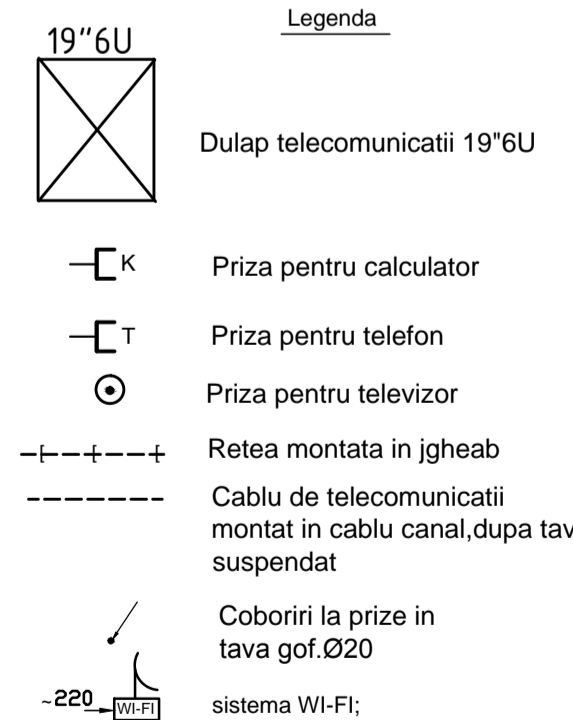 Legenda
19"6U
Dulap telecomunicatii 19"6U
K Priza pentru calculator
T Priza pentru telefon
Priza pentru televizor
Retea montata in jgheab
Cablu de telecomunicatii
montat in cablu canal,dupa tav
suspendat
Coboriri la prize in
tava gof.Ø20
~220 WI-FI sistema WI-FI;